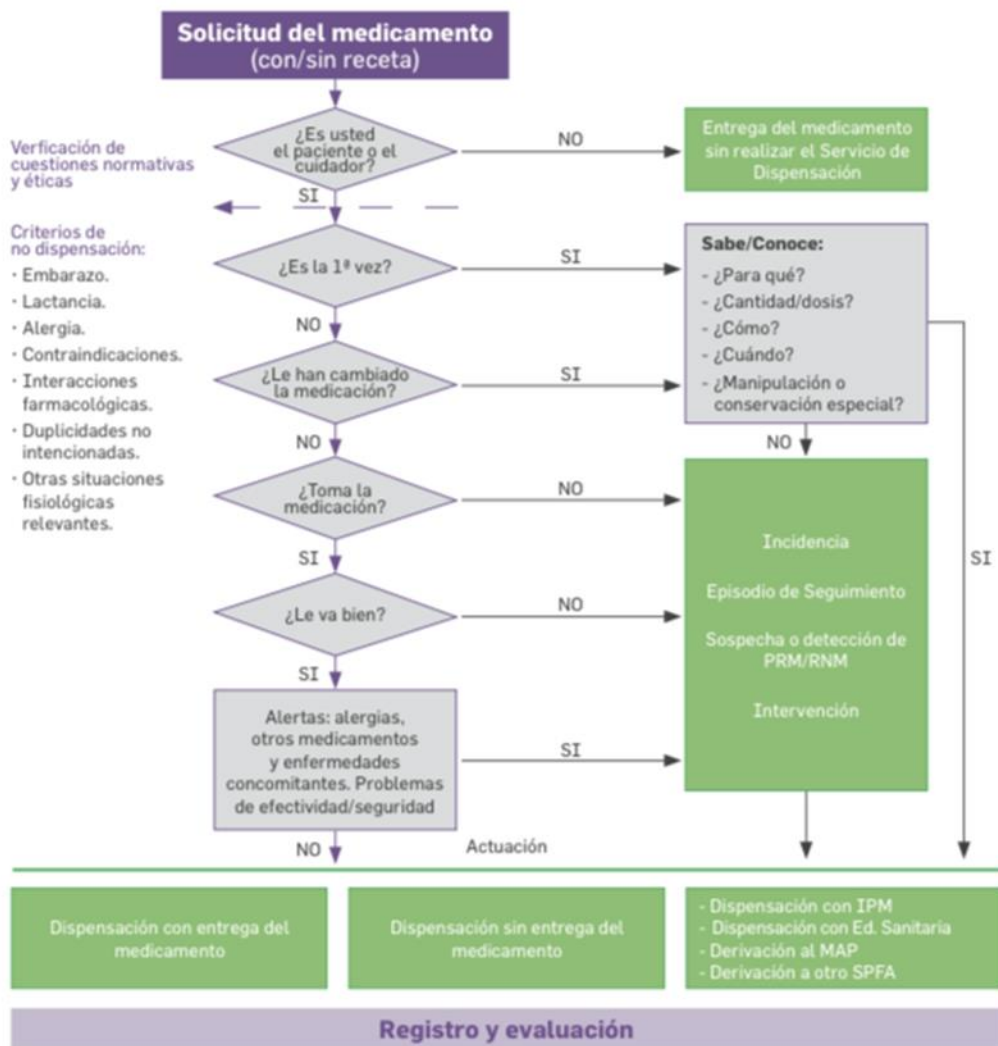 Solicitud del medicamento
(con/sin receta)
¿Es usted
el paciente o el
cuidador?
NO
Entrega del medicamento
sin realizar el Servicio de
Dispensación
Verficación de
cuestiones normativas
y éticas
SI
Criterios de
no dispensación:
· Embarazo.
· Lactancia.
· Alergia.
· Contraindicaciones.
· Interacciones
farmacológicas.
· Duplicidades no
intencionadas.
· Otras situaciones
fisiológicas
relevantes.
¿Es la 1ª vez?
SI
Sabe/Conoce:
- ¿Para qué?
- ¿Cantidad/dosis?
- ¿Cómo?
- ¿Cuándo?
- ¿Manipulación o
conservación especial?
NO
¿Le han cambiado
la medicación?
SI
NO
NO
SI
¿Toma la
medicación?
NO
Incidencia
Episodio de Seguimiento
Sospecha o detección de
PRM/RNM
Intervención
SI
¿Le va bien?
NO
SI
Alertas: alergias,
otros medicamentos
y enfermedades
concomitantes. Problemas
de efectividad/seguridad
SI
NO
Actuación
Dispensación con entrega del
medicamento
Dispensación sin entrega del
medicamento
- Dispensación con IPM
- Dispensación con Ed. Sanitaria
- Derivación al MAP
- Derivación a otro SPFA
Registro y evaluación